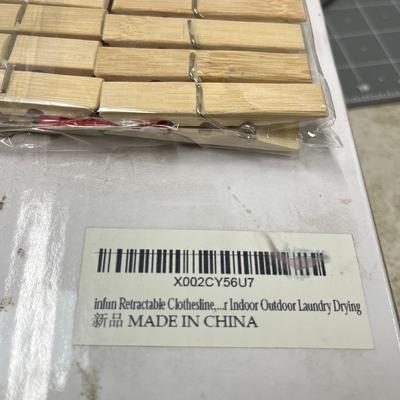 X002CY56U7
infun Retractable Clothesline,...r Indoor Outdoor Laundry Drying
新品 MADE IN CHINA